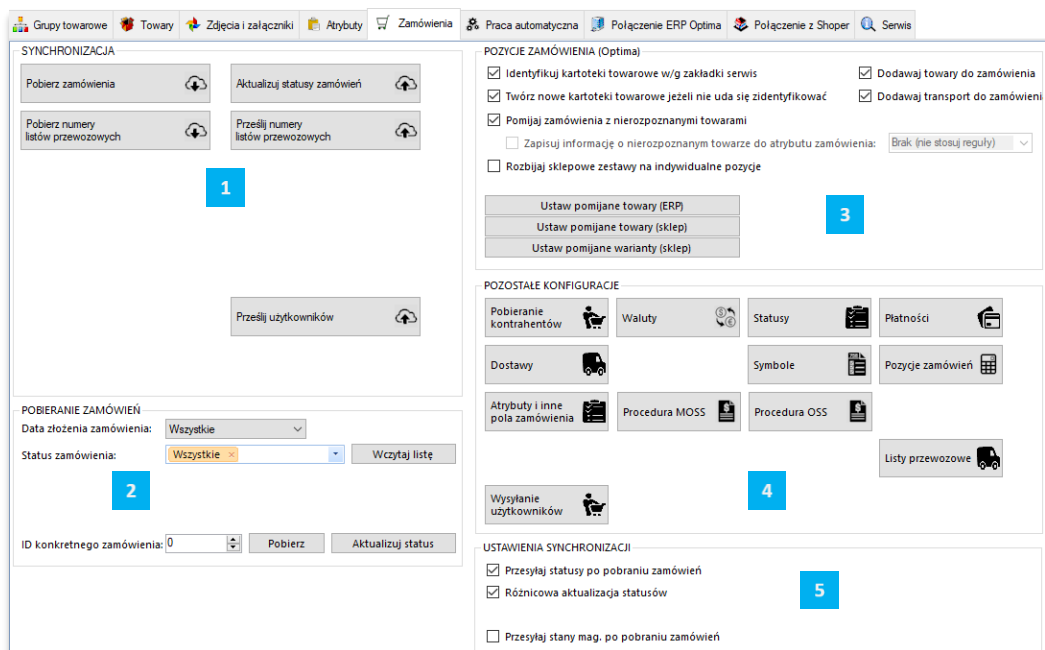 Grupy towarowe Towary Zdjęcia i załączniki Atrybuty Zamówienia Praca automatyczna Połączenie ERP Optima Połączenie z Shoper Serwis
SYNCHRONIZACJA
Pobierz zamówienia
Aktualizuj statusy zamówień
Pobierz numery
listów przewozowych
Prześlij numery
listów przewozowych
1
Prześlij użytkowników
POBIERANIE ZAMÓWIEŃ
Data złożenia zamówienia: Wszystkie
Status zamówienia: Wszystkie × Wczytaj listę
2
ID konkretnego zamówienia: 0 Pobierz Aktualizuj status
POZYCJE ZAMÓWIENIA (Optima)
Identyfikuj kartoteki towarowe w/g zakładki serwis
Dodawaj towary do zamówienia
Twórz nowe kartoteki towarowe jeżeli nie uda się zidentyfikować
Dodawaj transport do zamówieni
Pomijaj zamówienia z nierozpoznanymi towarami
Zapisuj informację o nierozpoznanym towarze do atrybutu zamówienia: Brak (nie stosuj reguły)
Rozbijaj sklepowe zestawy na indywidualne pozycje
Ustaw pomijane towary (ERP)
Ustaw pomijane towary (sklep)
Ustaw pomijane warianty (sklep)
3
POZOSTAŁE KONFIGURACJE
Pobieranie
kontrahentów
Waluty
Statusy
Płatności
Dostawy
Symbole
Pozycje zamówień
Atrybuty i inne
pola zamówienia
Procedura MOSS
Procedura OSS
Listy przewozowe
4
Wysyłanie
użytkowników
USTAWIENIA SYNCHRONIZACJI
Przesyłaj statusy po pobraniu zamówień
Różnicowa aktualizacja statusów
5
Przesyłaj stany mag. po pobraniu zamówień